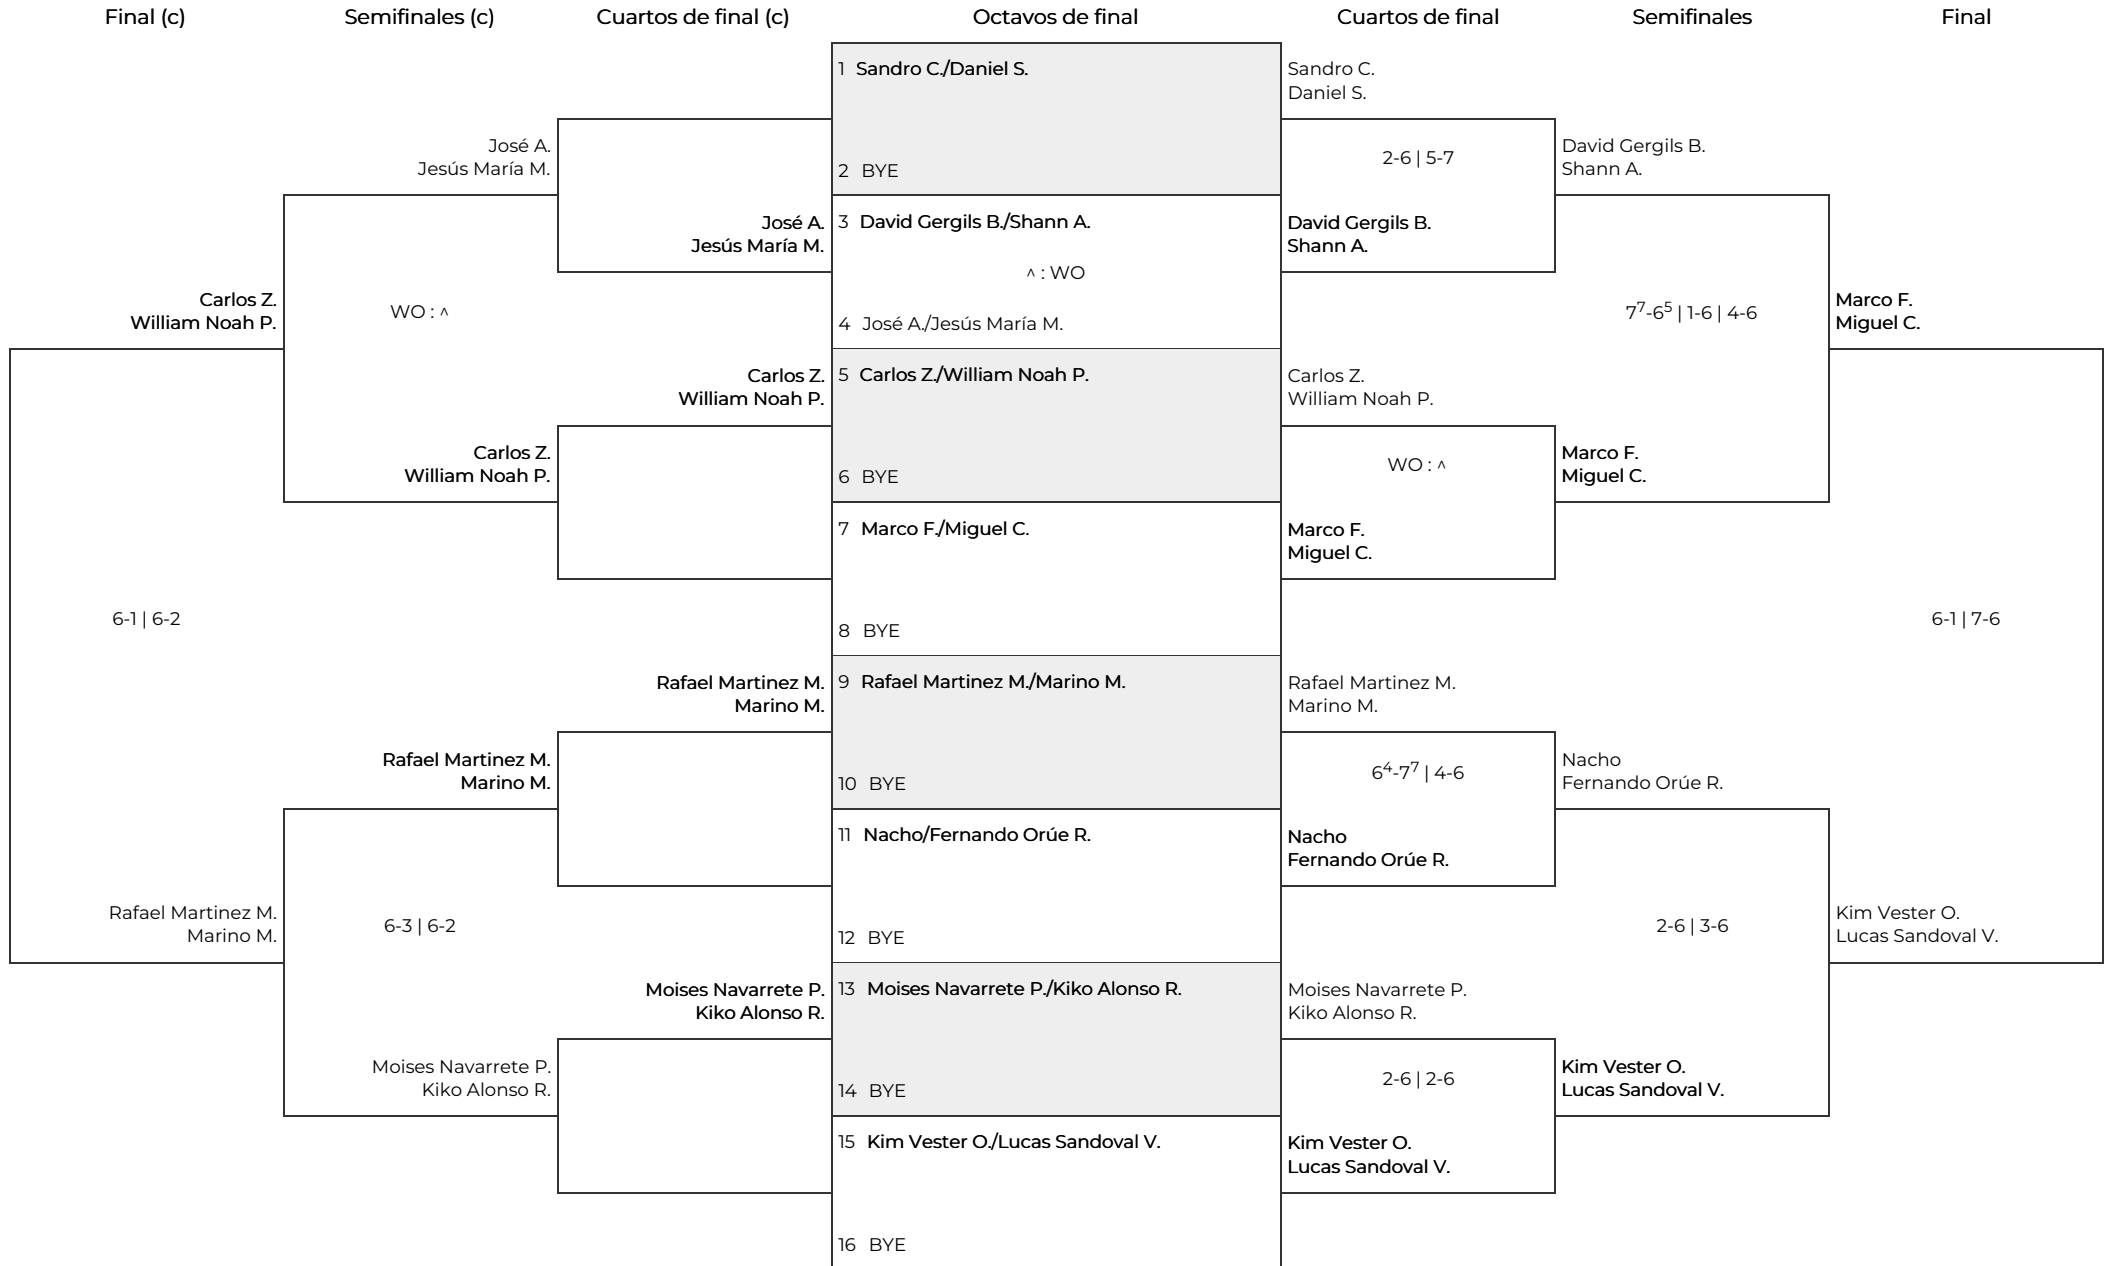 Final (c) Semifinales (c) Cuartos de final (c) Octavos de final Cuartos de final Semifinales Final
José A.
Jesús María M.
Carlos Z.
William Noah P.
WO : ^
Carlos Z.
William Noah P.
6-1 | 6-2
Rafael Martinez M.
Marino M.
Rafael Martinez M.
Marino M.
6-3 | 6-2
Moises Navarrete P.
Kiko Alonso R.
José A.
Jesús María M.
Carlos Z.
William Noah P.
Rafael Martinez M.
Marino M.
Moises Navarrete P.
Kiko Alonso R.
1 Sandro C./Daniel S.
2 BYE
3 David Gergils B./Shann A.
^ : WO
4 José A./Jesús María M.
5 Carlos Z./William Noah P.
6 BYE
7 Marco F./Miguel C.
8 BYE
9 Rafael Martinez M./Marino M.
10 BYE
11 Nacho/Fernando Orúe R.
12 BYE
13 Moises Navarrete P./Kiko Alonso R.
14 BYE
15 Kim Vester O./Lucas Sandoval V.
16 BYE
Sandro C.
Daniel S.
2-6 | 5-7
David Gergils B.
Shann A.
Carlos Z.
William Noah P.
WO : ^
Marco F.
Miguel C.
Rafael Martinez M.
Marino M.
6⁴-7⁷ | 4-6
Nacho
Fernando Orúe R.
Moises Navarrete P.
Kiko Alonso R.
2-6 | 2-6
Kim Vester O.
Lucas Sandoval V.
David Gergils B.
Shann A.
7⁷-6⁵ | 1-6 | 4-6
Marco F.
Miguel C.
Nacho
Fernando Orúe R.
2-6 | 3-6
Kim Vester O.
Lucas Sandoval V.
Marco F.
Miguel C.
6-1 | 7-6
Kim Vester O.
Lucas Sandoval V.